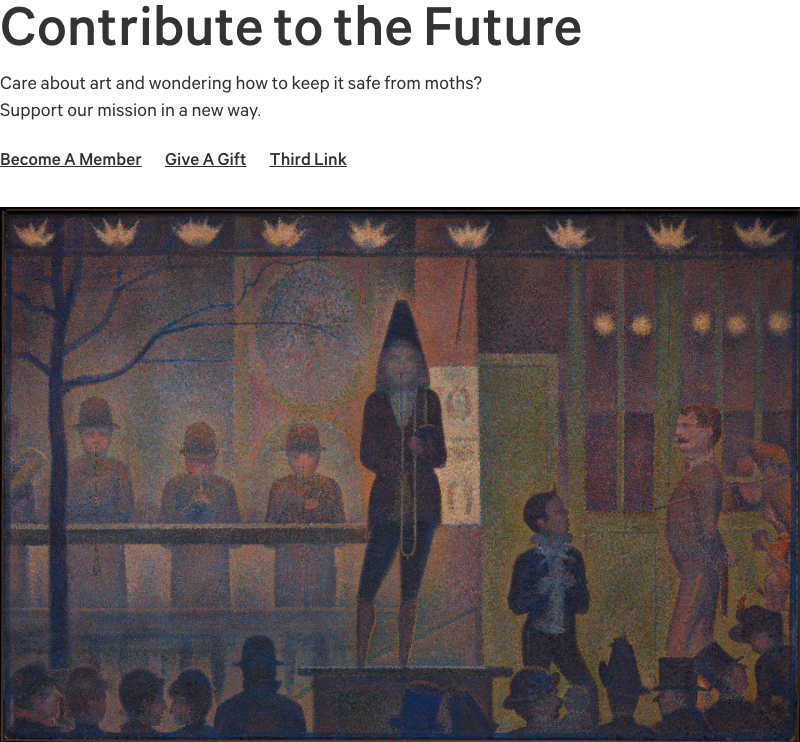 Contribute to the Future
Care about art and wondering how to keep it safe from moths?
Support our mission in a new way.
Become A Member Give A Gift Third Link